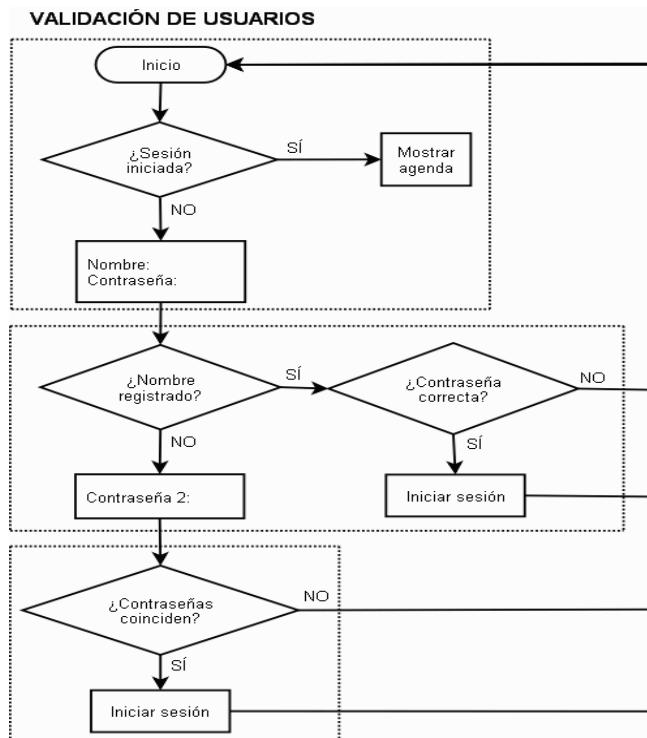 VALIDACIÓN DE USUARIOS
Inicio
¿Sesión
iniciada?
SÍ
Mostrar
agenda
NO
Nombre:
Contraseña:
¿Nombre
registrado?
SÍ
¿Contraseña
correcta?
NO
NO
SÍ
Contraseña 2:
Iniciar sesión
¿Contraseñas
coinciden?
NO
SÍ
Iniciar sesión